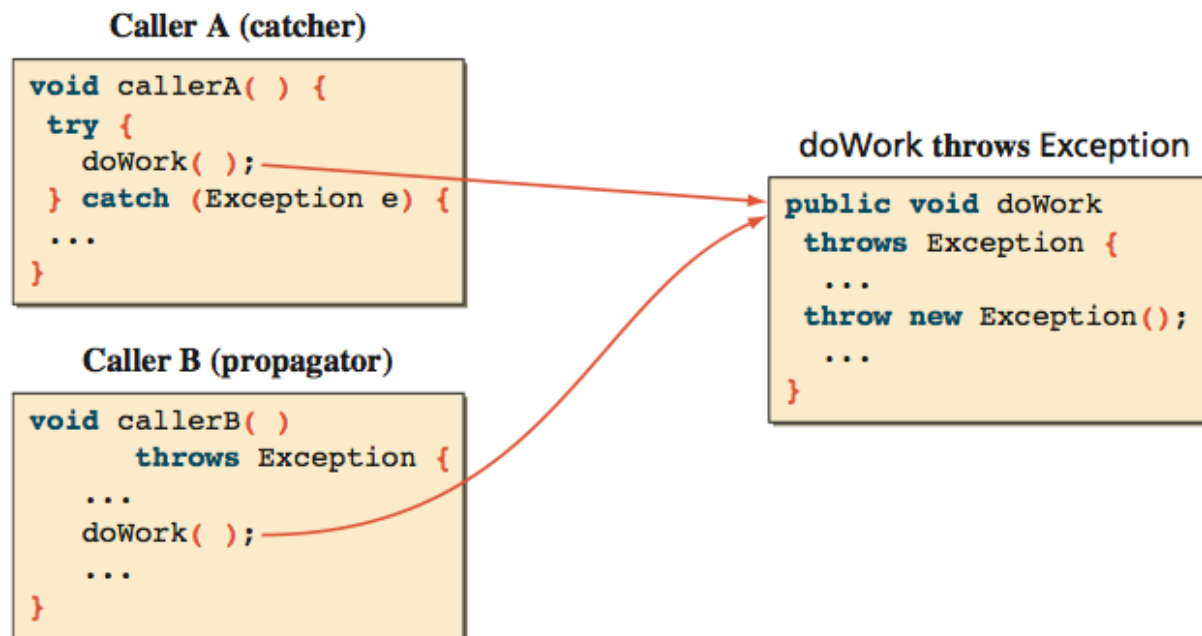 Caller A (catcher)
void callerA( ) {
try {
doWork( );
} catch (Exception e) {
...
}
Caller B (propagator)
void callerB( )
throws Exception {
...
doWork( );
...
}
doWork throws Exception
public void doWork
throws Exception {
...
throw new Exception();
...
}